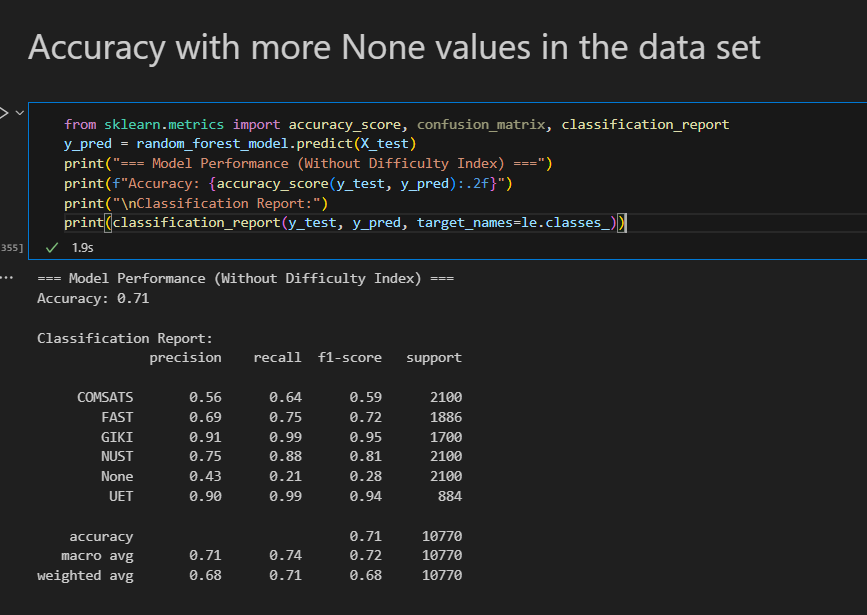 Accuracy with more None values in the data set
from sklearn.metrics import accuracy_score, confusion_matrix, classification_report
y_pred = random_forest_model.predict(X_test)
print("=== Model Performance (Without Difficulty Index) ===")
print(f"Accuracy: {accuracy_score(y_test, y_pred):.2f}")
print("\nClassification Report:")
print(classification_report(y_test, y_pred, target_names=le.classes_))
355] 1.9s
=== Model Performance (Without Difficulty Index) ===
Accuracy: 0.71
Classification Report:
precision recall f1-score support
COMSATS 0.56 0.64 0.59 2100
FAST 0.69 0.75 0.72 1886
GIKI 0.91 0.99 0.95 1700
NUST 0.75 0.88 0.81 2100
None 0.43 0.21 0.28 2100
UET 0.90 0.99 0.94 884
accuracy 0.71 10770
macro avg 0.71 0.74 0.72 10770
weighted avg 0.68 0.71 0.68 10770